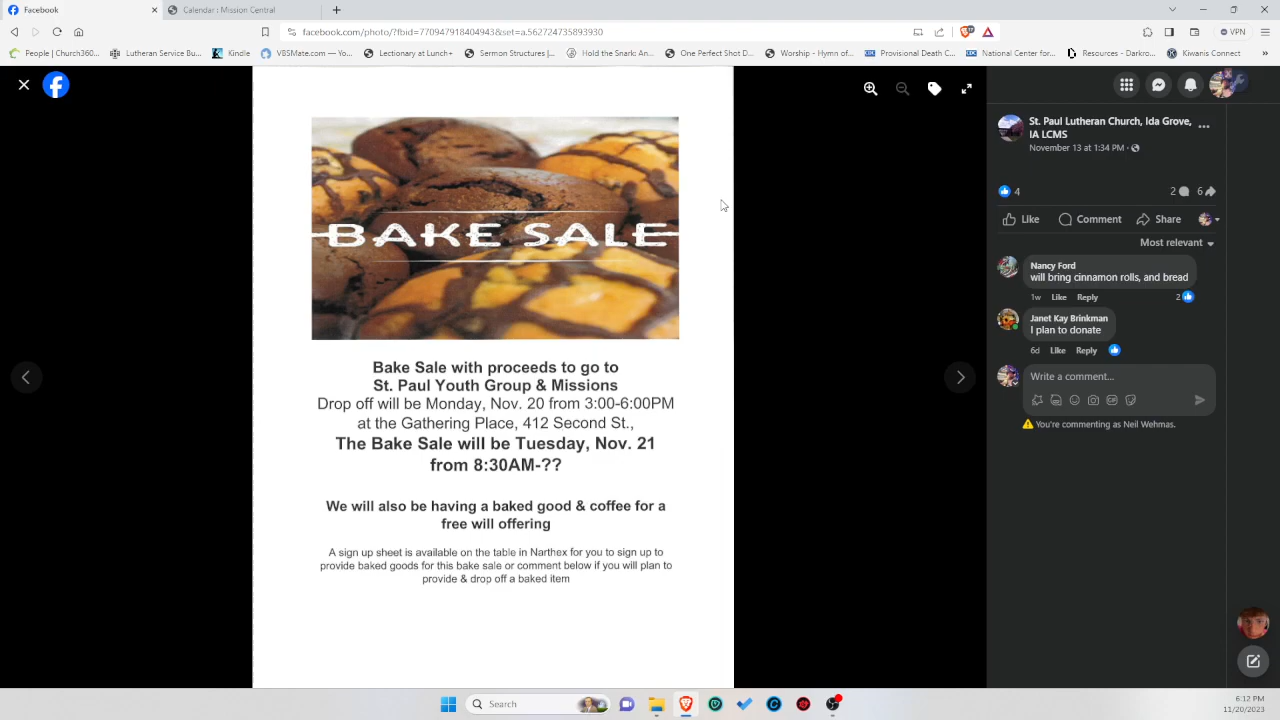 Facebook
Calendar : Mission Central
facebook.com/photo/?fbid=770947918404943&set=a.562724735893930
VPN
People | Church360...
Lutheran Service Bu...
Kindle
VBSMate.com — Yo...
Lectionary at Lunch+
Sermon Structures |...
Hold the Snark: An...
One Perfect Shot D...
Worship - Hymn of...
Provisional Death C...
National Center for...
Resources - Darkro...
Kiwanis Connect
»
BAKE SALE
Bake Sale with proceeds to go to
St. Paul Youth Group & Missions
Drop off will be Monday, Nov. 20 from 3:00-6:00PM
at the Gathering Place, 412 Second St.,
The Bake Sale will be Tuesday, Nov. 21
from 8:30AM-??
We will also be having a baked good & coffee for a
free will offering
A sign up sheet is available on the table in Narthex for you to sign up to
provide baked goods for this bake sale or comment below if you will plan to
provide & drop off a baked item
St. Paul Lutheran Church, Ida Grove,
IA LCMS
November 13 at 1:34 PM ·
4
2
6
Like
Comment
Share
Most relevant
Nancy Ford
will bring cinnamon rolls, and bread
1w Like Reply 2
Janet Kay Brinkman
I plan to donate
6d Like Reply
Write a comment...
GIF
You're commenting as Neil Wehmas.
Search
6:12 PM
11/20/2023